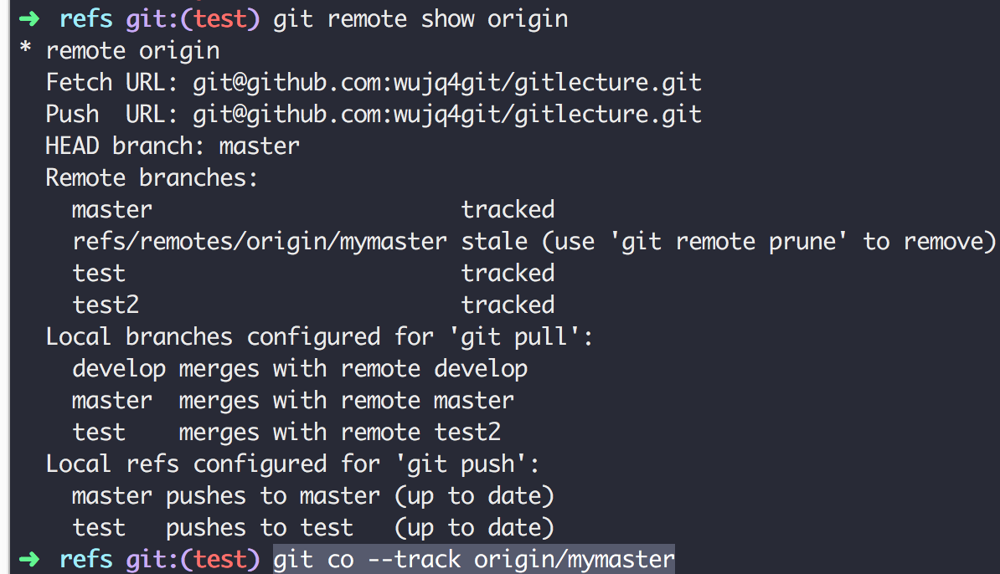 ➜ refs git:(test) git remote show origin
* remote origin
  Fetch URL: git@github.com:wujq4git/gitlecture.git
  Push  URL: git@github.com:wujq4git/gitlecture.git
  HEAD branch: master
  Remote branches:
    master                       tracked
    refs/remotes/origin/mymaster stale (use 'git remote prune' to remove)
    test                         tracked
    test2                        tracked
  Local branches configured for 'git pull':
    develop merges with remote develop
    master  merges with remote master
    test    merges with remote test2
  Local refs configured for 'git push':
    master pushes to master (up to date)
    test   pushes to test   (up to date)
➜ refs git:(test) git co --track origin/mymaster